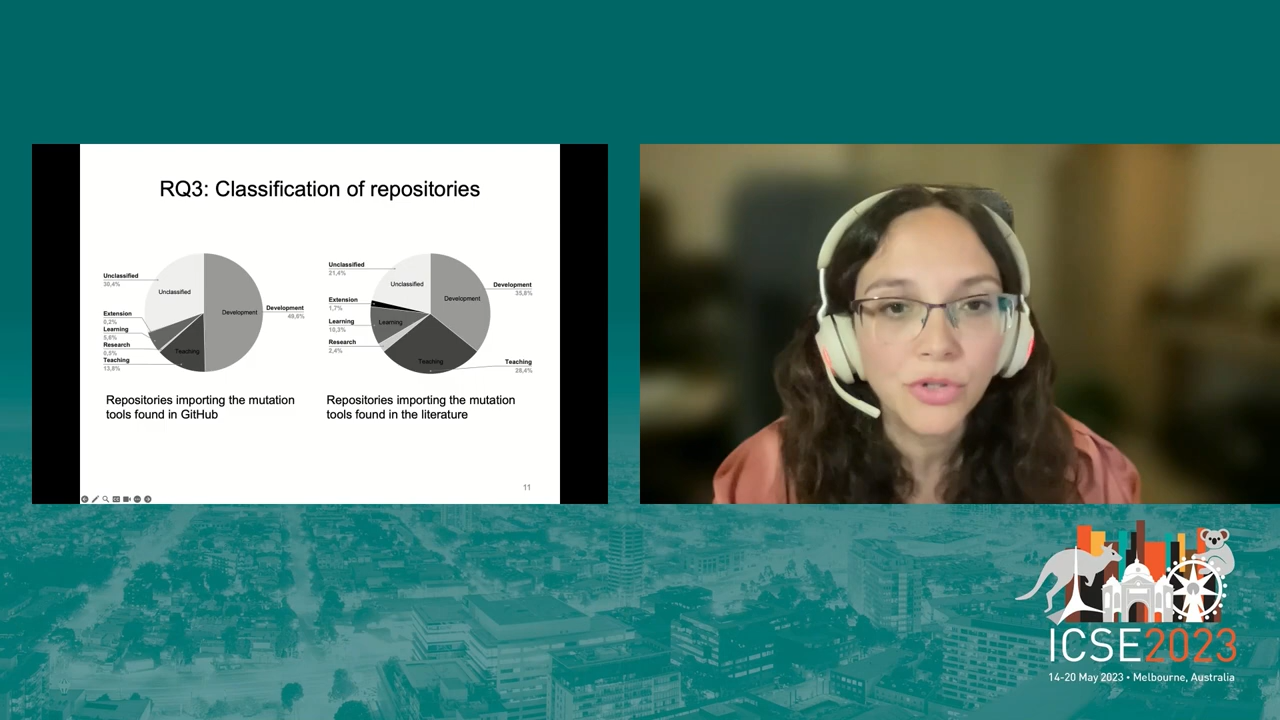 RQ3: Classification of repositories
Unclassified
30,4%
Unclassified
Extension
0,2%
Learning
5,6%
Research
0,5%
Teaching
13,8%
Teaching
Development
Development
49,6%
Repositories importing the mutation
tools found in GitHub
Unclassified
21,4%
Unclassified
Extension
1,7%
Learning
10,3%
Learning
Research
2,4%
Development
Development
35,8%
Teaching
Teaching
28,4%
Repositories importing the mutation
tools found in the literature
11
ICSE2023
14-20 May 2023 • Melbourne, Australia